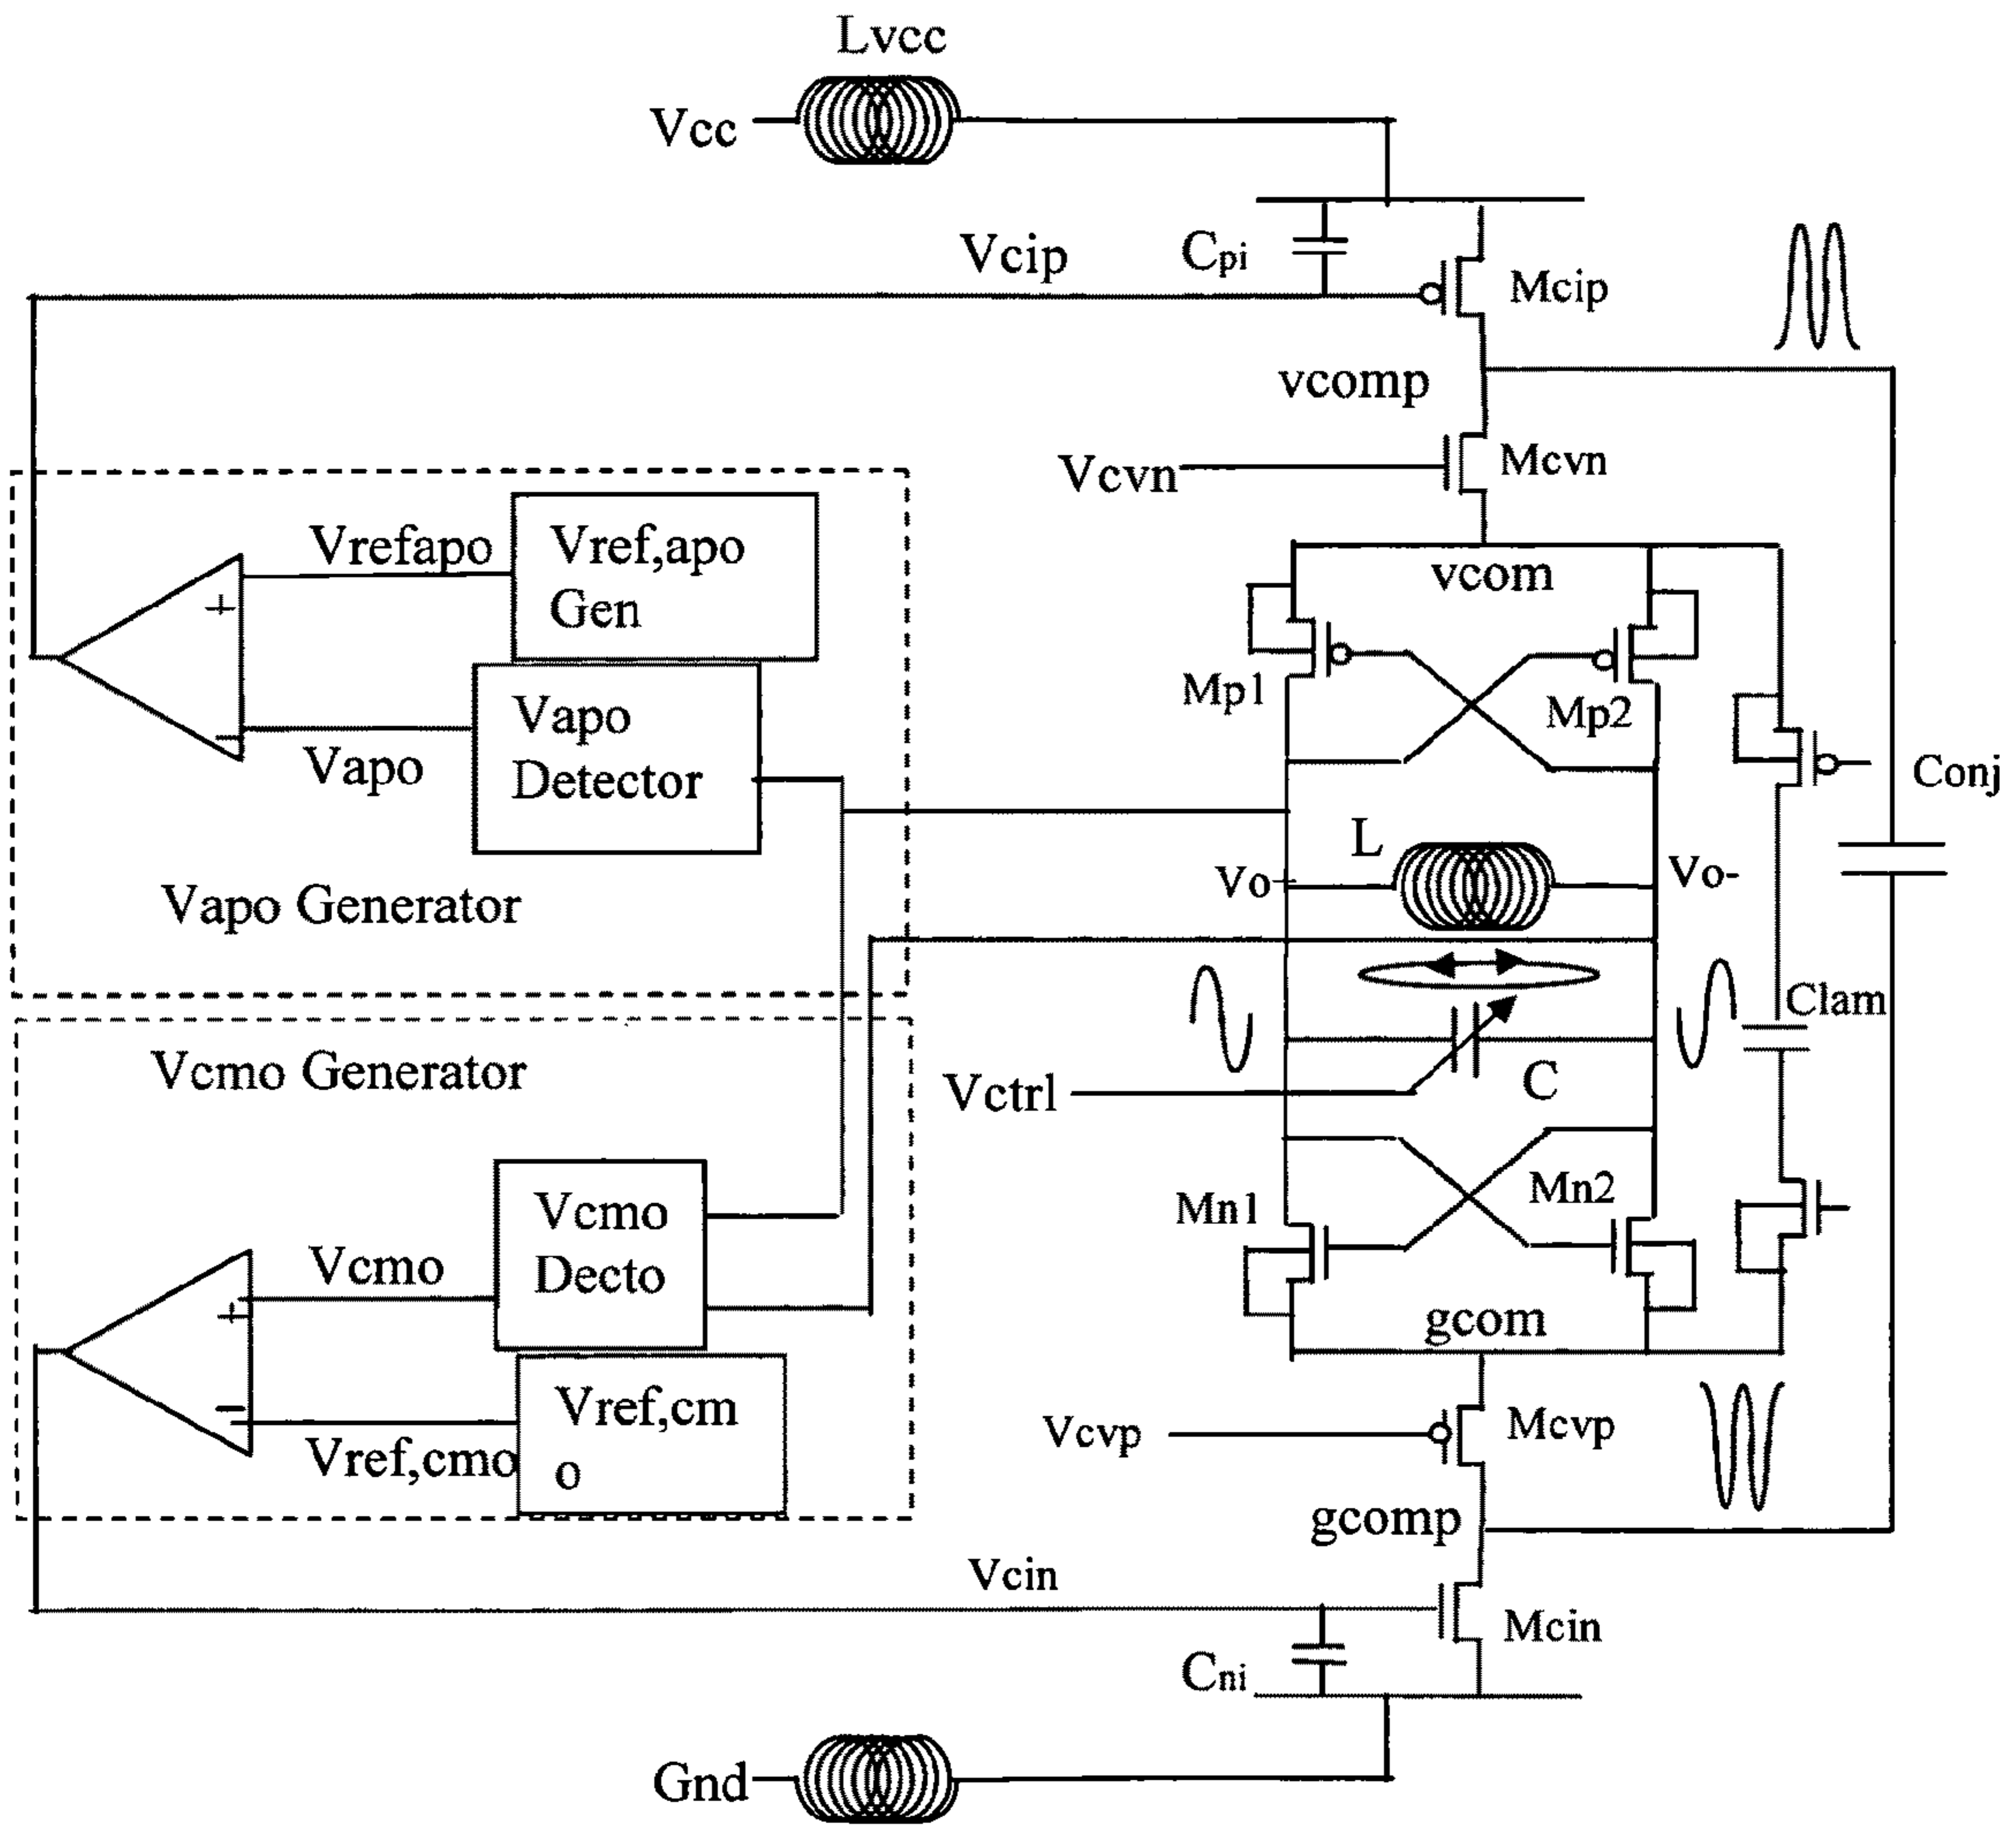 Lvcc
Vcc
Vcip
Cpi
Mcip
vcomp
Vcvn
Mcvn
vcom
Vrefapo
Vref,apo
Gen
+
Vapo
Detector
-
Vapo
Vapo Generator
Mp1
Mp2
Conj
L
Vo+
Vo-
Clam
Vcmo Generator
Vctrl
C
Mn1
Mn2
Vcmo
Vcmo
Decto
+
gcom
-
Vref,cmo
Vref,cm
o
Vcvp
Mcvp
gcomp
Vcin
Mcin
Cni
Gnd